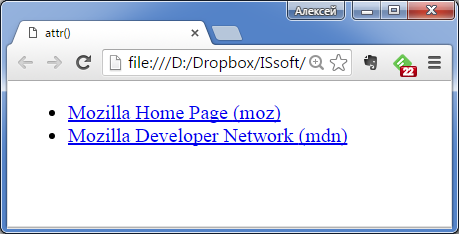 Алексей
attr()
file:///D:/Dropbox/ISsoft/
22
Mozilla Home Page (moz)
Mozilla Developer Network (mdn)